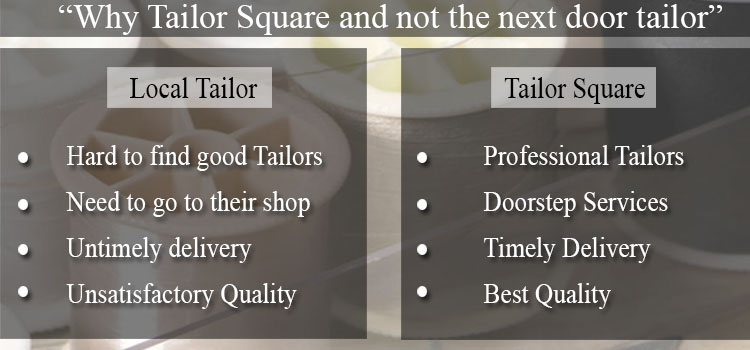 “Why Tailor Square and not the next door tailor”
Local Tailor
Hard to find good Tailors
Need to go to their shop
Untimely delivery
Unsatisfactory Quality
Tailor Square
Professional Tailors
Doorstep Services
Timely Delivery
Best Quality